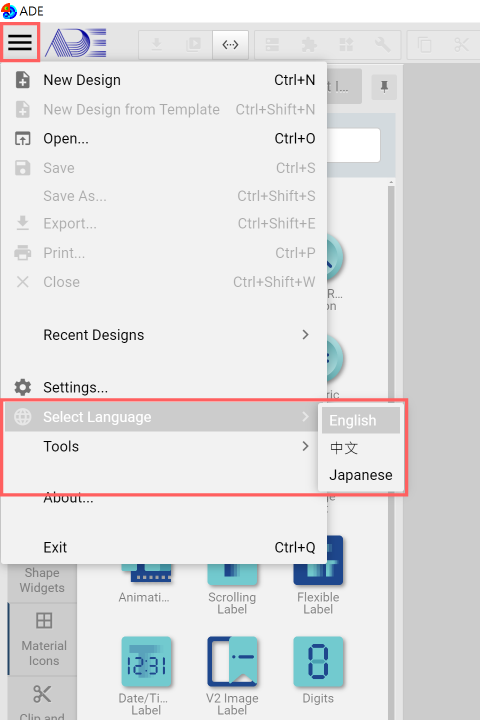 ADE
ADE
t I...
New Design Ctrl+N
New Design from Template Ctrl+Shift+N
Open... Ctrl+O
Save Ctrl+S
Save As... Ctrl+Shift+S
Export... Ctrl+Shift+E
Print... Ctrl+P
Close Ctrl+Shift+W
R...
on
Recent Designs
Settings...
ric
Select Language
English
Tools
中文
Japanese
About...
Exit Ctrl+Q
Shape
Widgets
Animati...
Scrolling
Label
Flexible
Label
Material
Icons
12:31
Date/Ti...
Label
V2 Image
Label
Digits
Clip and